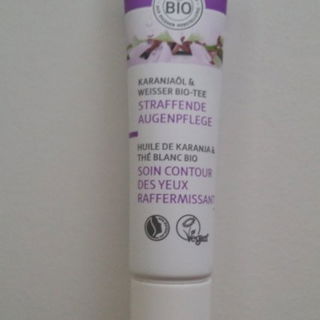 BIO
KARANJAÖL &
WEISSER BIO-TEE
STRAFFENDE
AUGENPFLEGE
HUILE DE KARANJA &
THÉ BLANC BIO
SOIN CONTOUR
DES YEUX
RAFFERMISSANT
Vegan